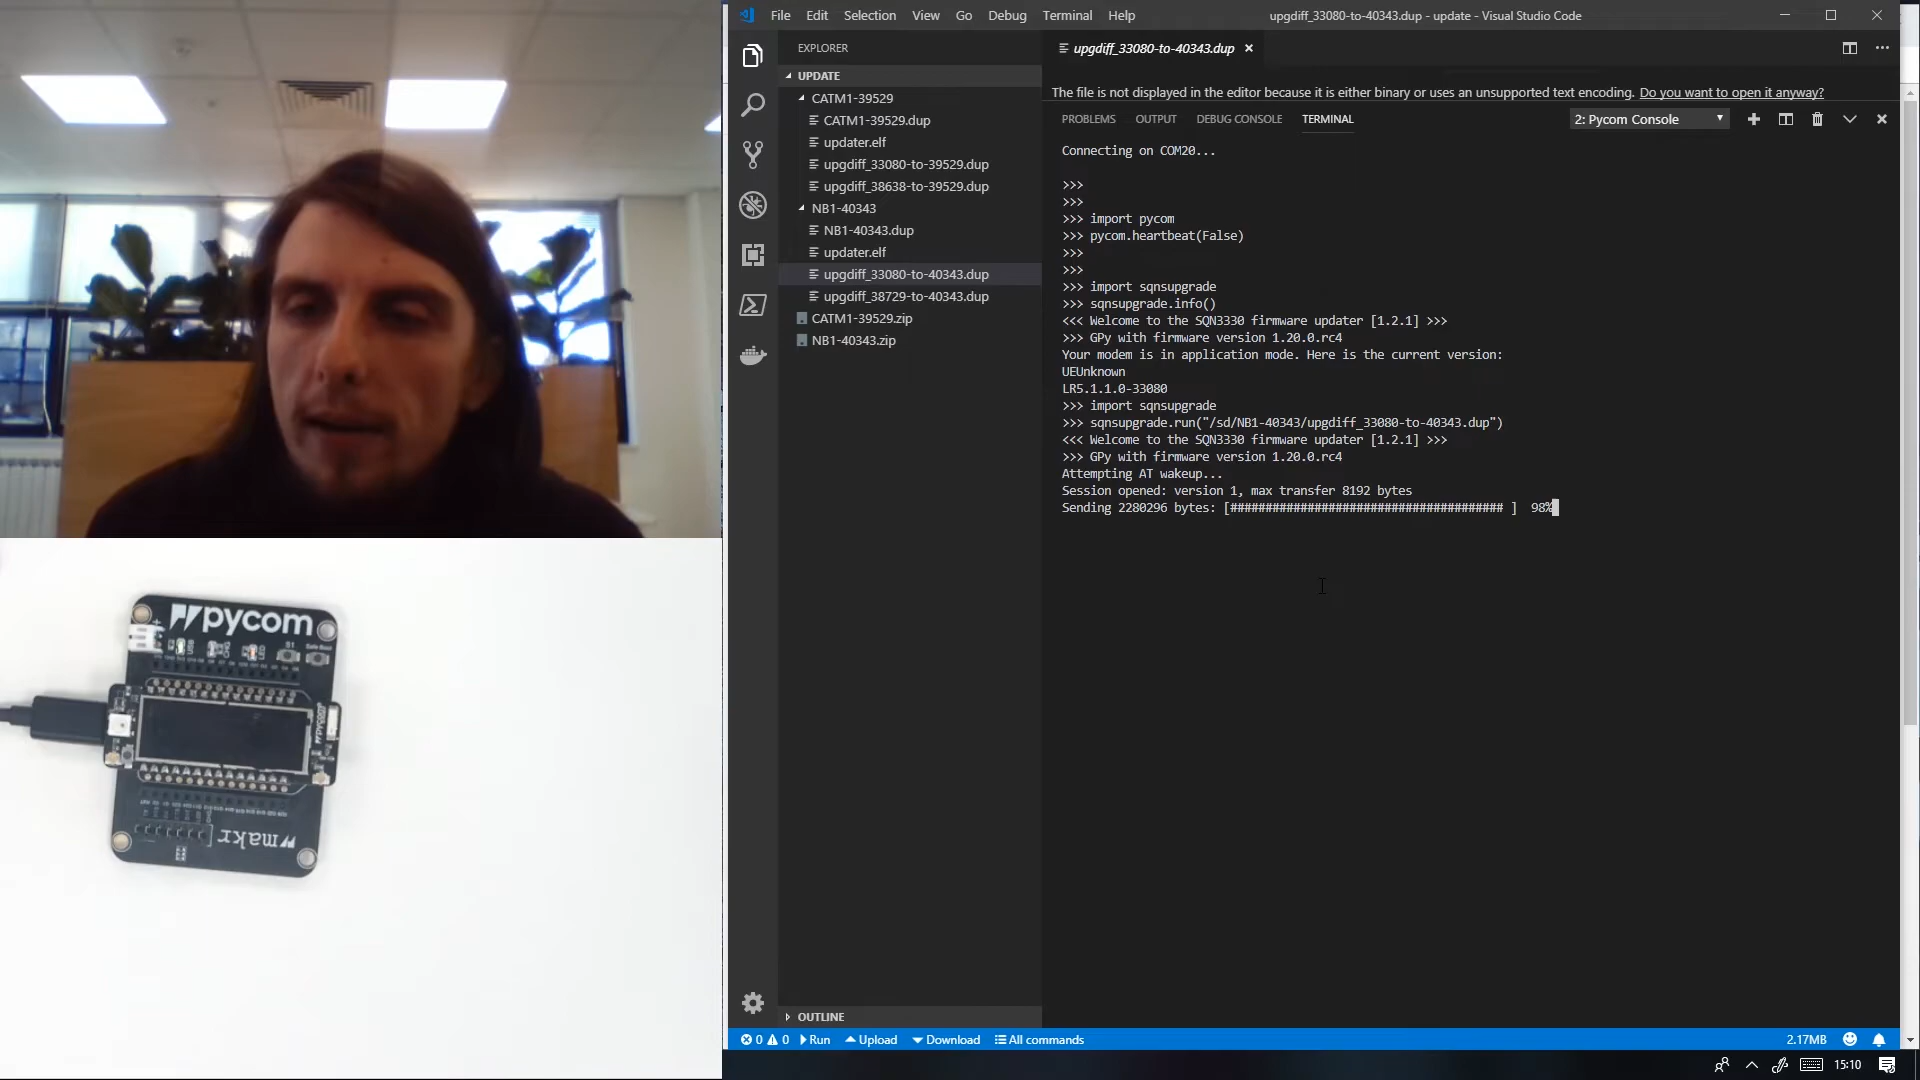 File Edit Selection View Go Debug Terminal Help
upgdiff_33080-to-40343.dup - update - Visual Studio Code
EXPLORER
UPDATE
CATM1-39529
CATM1-39529.dup
updater.elf
upgdiff_33080-to-39529.dup
upgdiff_38638-to-39529.dup
NB1-40343
NB1-40343.dup
updater.elf
upgdiff_33080-to-40343.dup
upgdiff_38729-to-40343.dup
CATM1-39529.zip
NB1-40343.zip
OUTLINE
upgdiff_33080-to-40343.dup
The file is not displayed in the editor because it is either binary or uses an unsupported text encoding. Do you want to open it anyway?
PROBLEMS OUTPUT DEBUG CONSOLE TERMINAL
2: Pycom Console
Connecting on COM20...
>>>
>>>
>>> import pycom
>>> pycom.heartbeat(False)
>>>
>>>
>>> import sqnsupgrade
>>> sqnsupgrade.info()
<<< Welcome to the SQN3330 firmware updater [1.2.1] >>>
>>> GPy with firmware version 1.20.0.rc4
Your modem is in application mode. Here is the current version:
UEUnknown
LR5.1.1.0-33080
>>> import sqnsupgrade
>>> sqnsupgrade.run("/sd/NB1-40343/upgdiff_33080-to-40343.dup")
<<< Welcome to the SQN3330 firmware updater [1.2.1] >>>
>>> GPy with firmware version 1.20.0.rc4
Attempting AT wakeup...
Session opened: version 1, max transfer 8192 bytes
Sending 2280296 bytes: [####################################### ] 98%
0 0 Run Upload Download All commands
2.17MB
15:10
pycom
USB
CHG
LED
S1
Safe Boot
pycom
makr